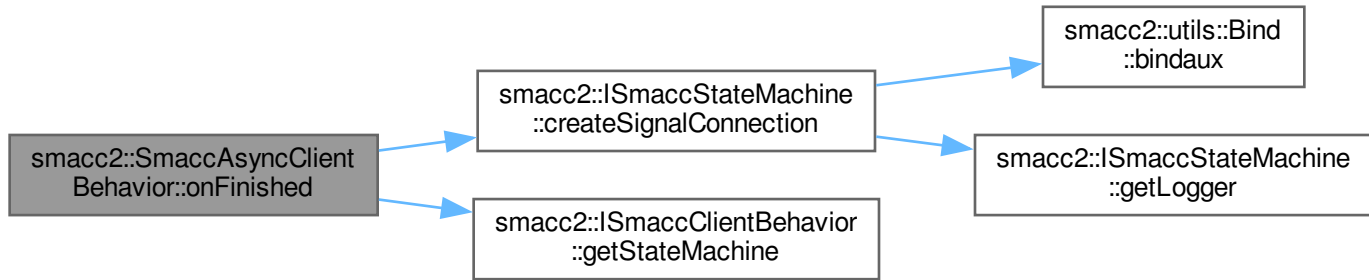 smacc2::SmaccAsyncClient
Behavior::onFinished
smacc2::ISmaccStateMachine
::createSignalConnection
smacc2::ISmaccClientBehavior
::getStateMachine
smacc2::utils::Bind
::bindaux
smacc2::ISmaccStateMachine
::getLogger